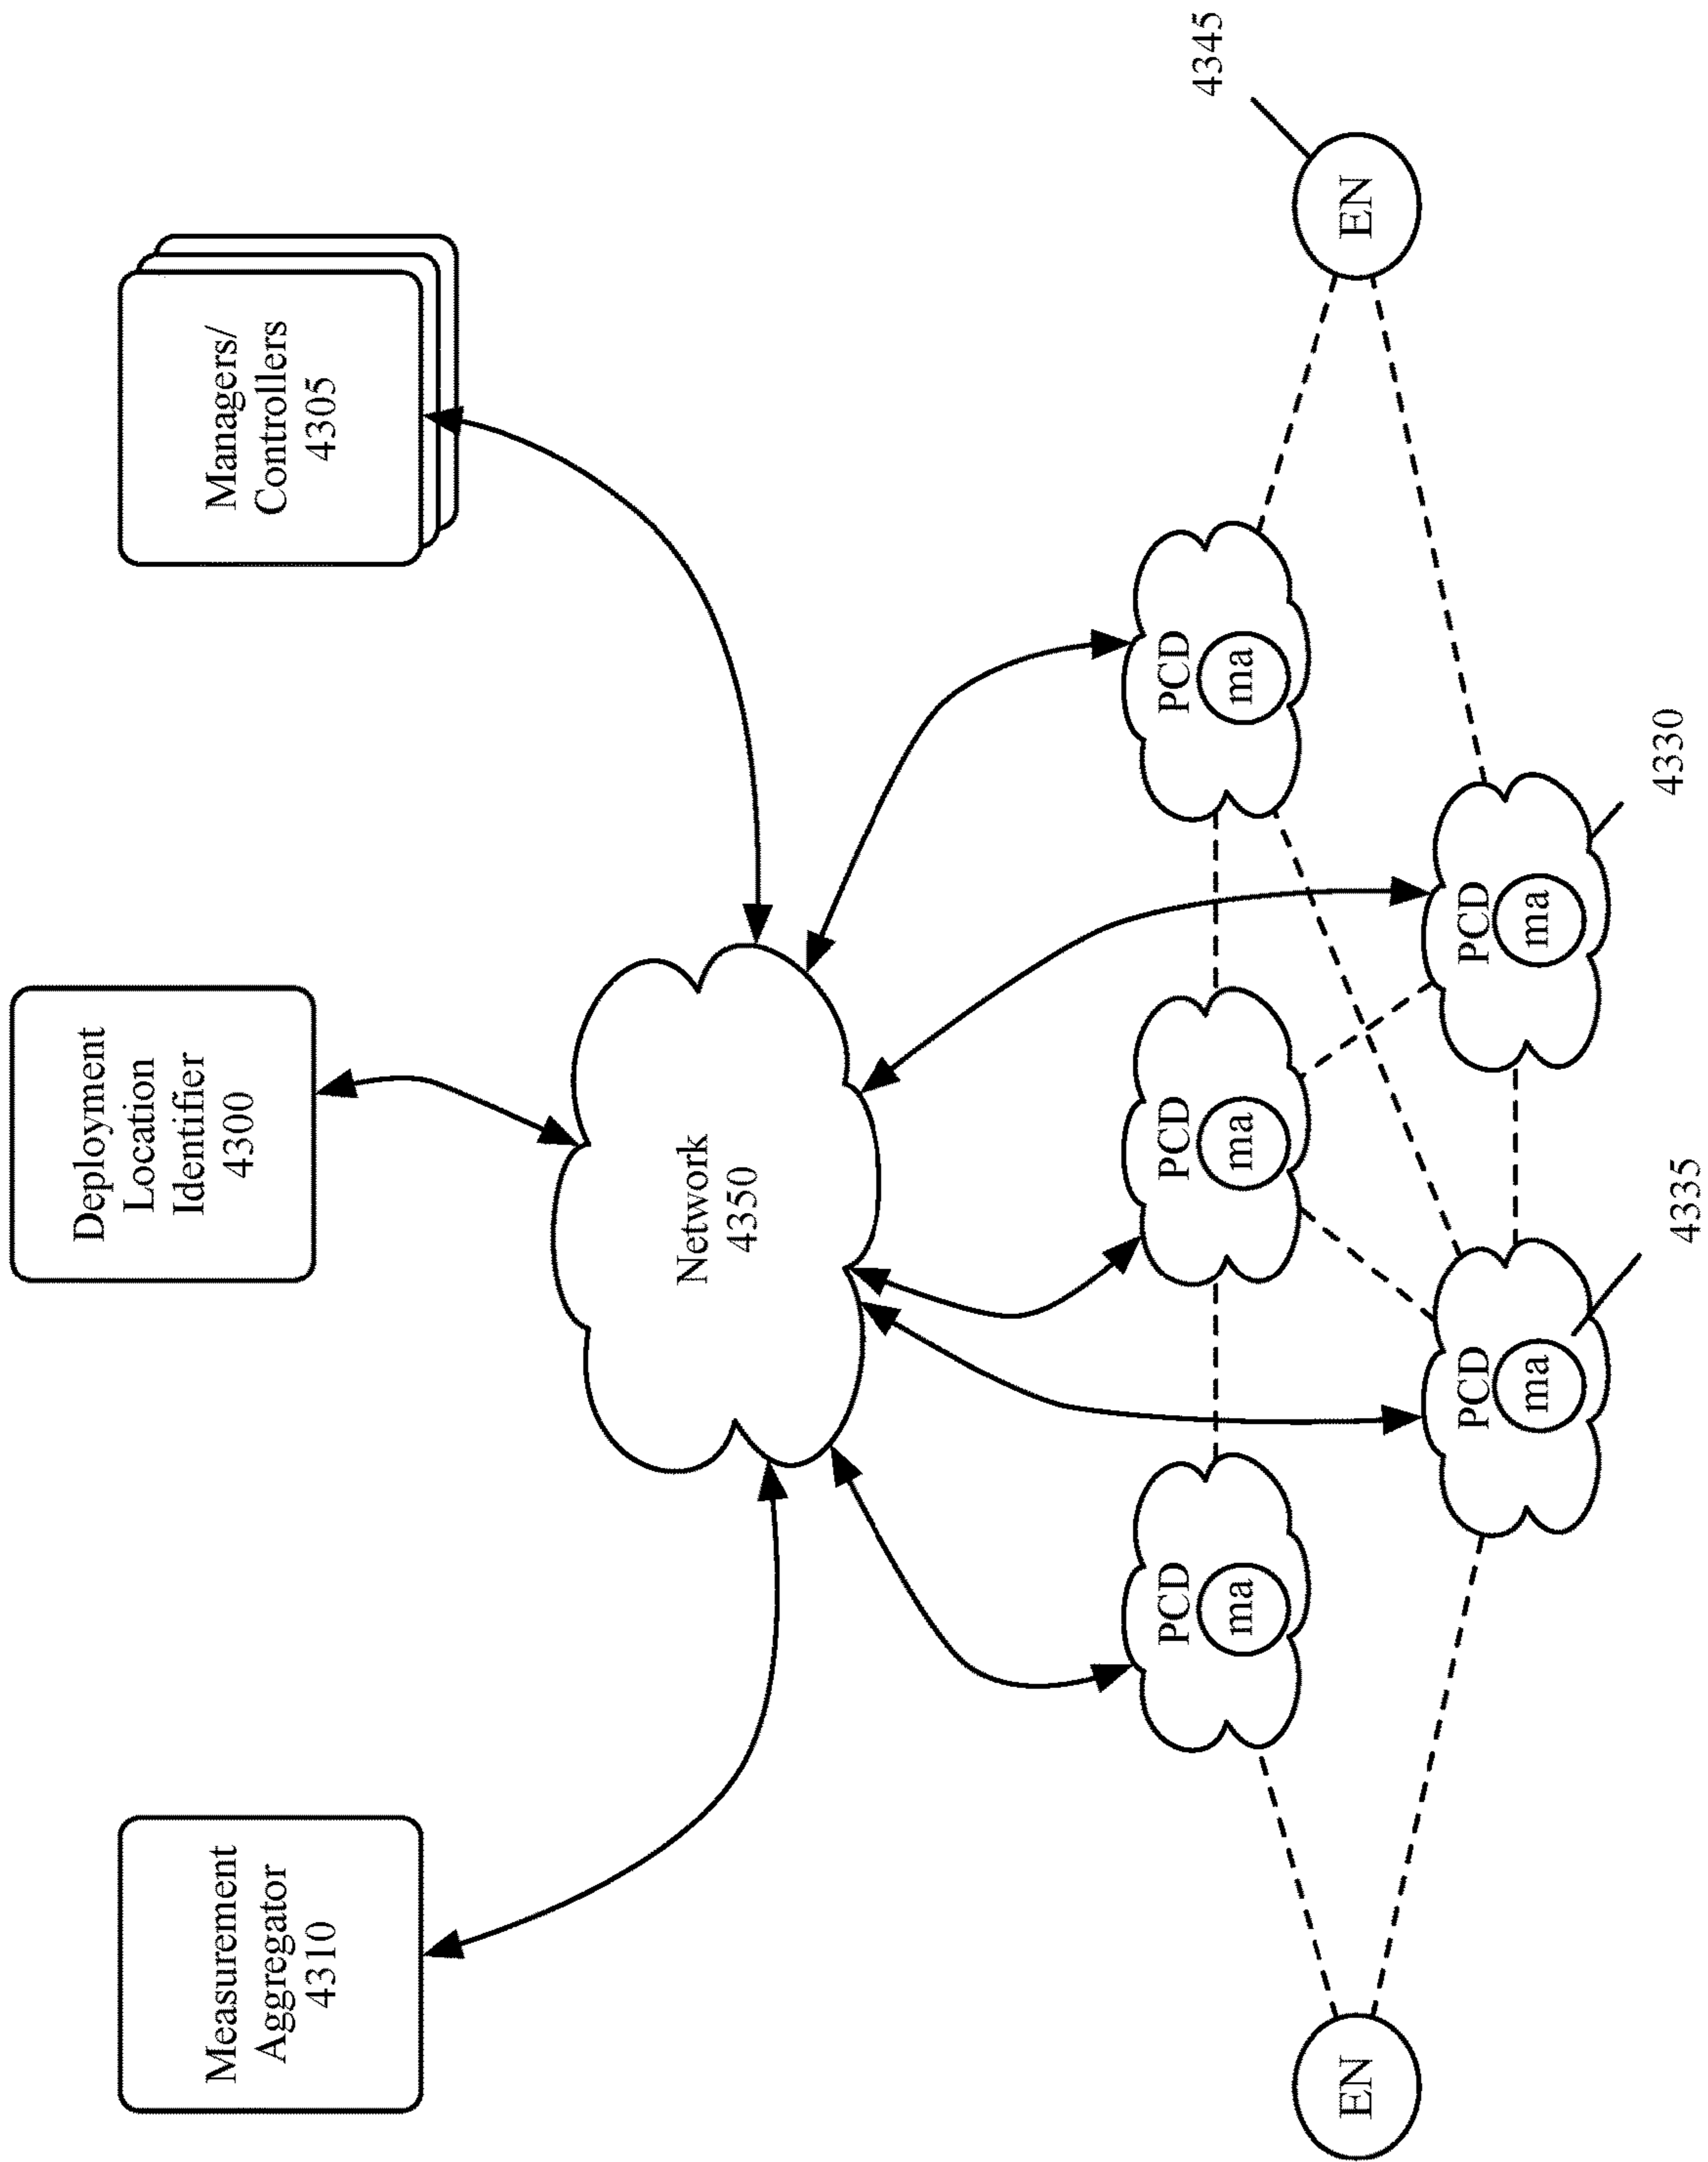 Measurement
Aggregator
4310
Deployment
Location
Identifier
4300
Managers/
Controllers
4305
Network
4350
PCD
ma
PCD
ma
PCD
ma
EN
PCD
ma
4335
PCD
ma
4330
EN
4345